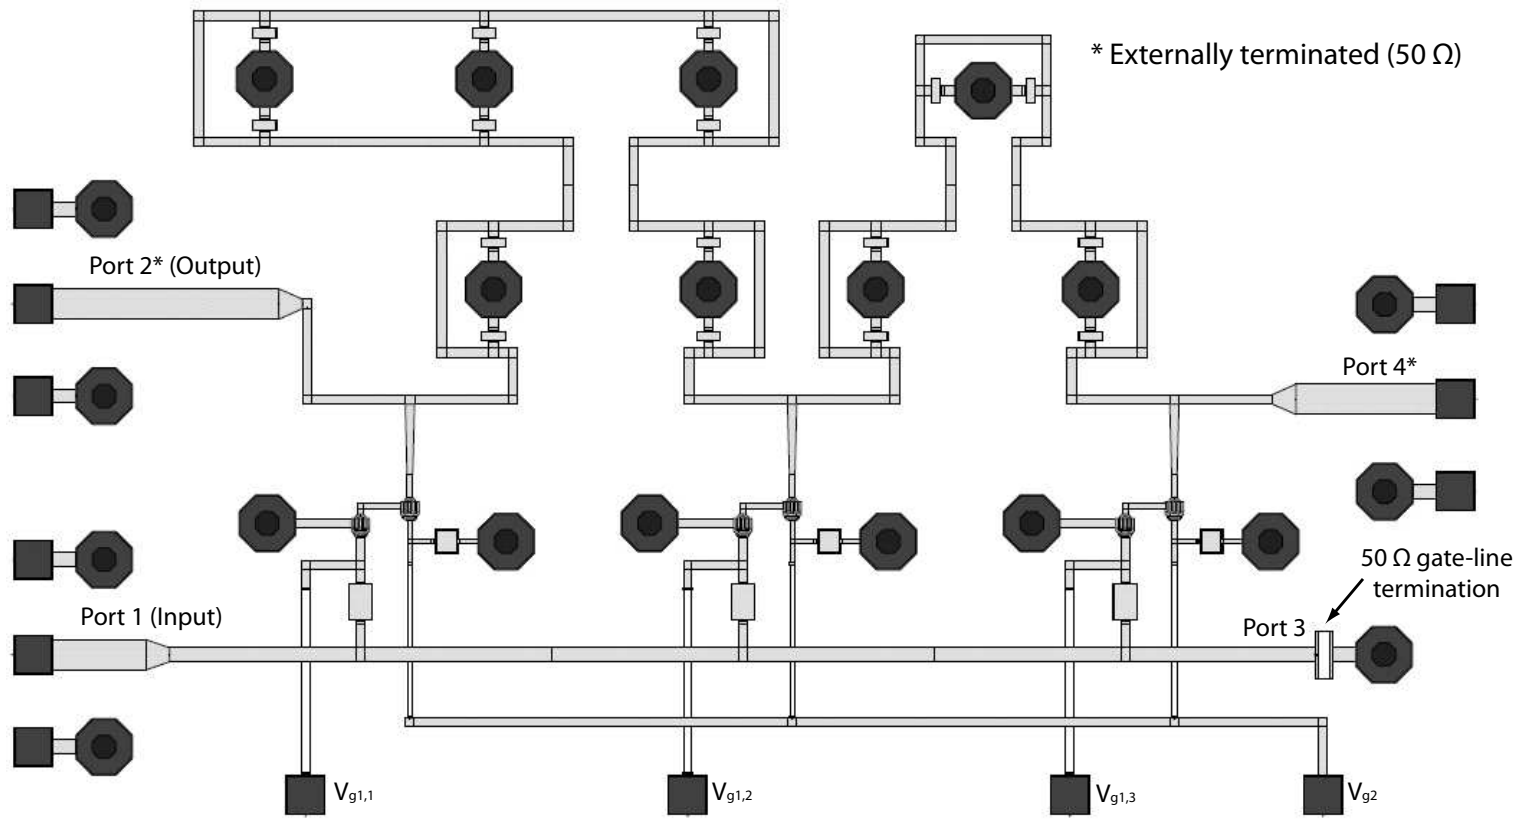 * Externally terminated (50 Ω)
Port 2* (Output)
Port 4*
50 Ω gate-line
termination
Port 1 (Input)
Port 3
Vg1,1
Vg1,2
Vg1,3
Vg2